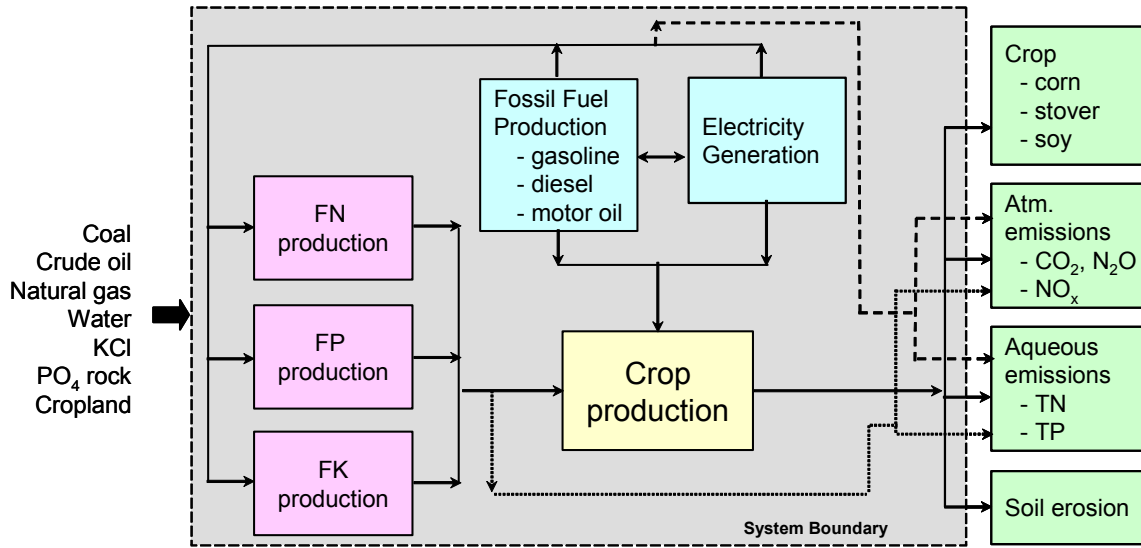 Coal
Crude oil
Natural gas
Water
KCl
PO₄ rock
Cropland
FN
production
FP
production
FK
production
Fossil Fuel
Production
- gasoline
- diesel
- motor oil
Electricity
Generation
Crop
production
System Boundary
Crop
- corn
- stover
- soy
Atm.
emissions
- CO₂, N₂O
- NOₓ
Aqueous
emissions
- TN
- TP
Soil erosion